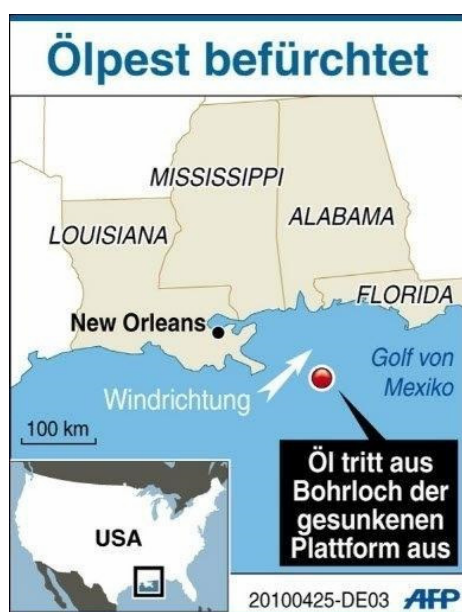 Ölpest befürchtet
MISSISSIPPI
ALABAMA
LOUISIANA
FLORIDA
New Orleans
Golf von
Mexiko
Windrichtung
100 km
Öl tritt aus
Bohrloch der
gesunkenen
Plattform aus
USA
20100425-DE03 AFP